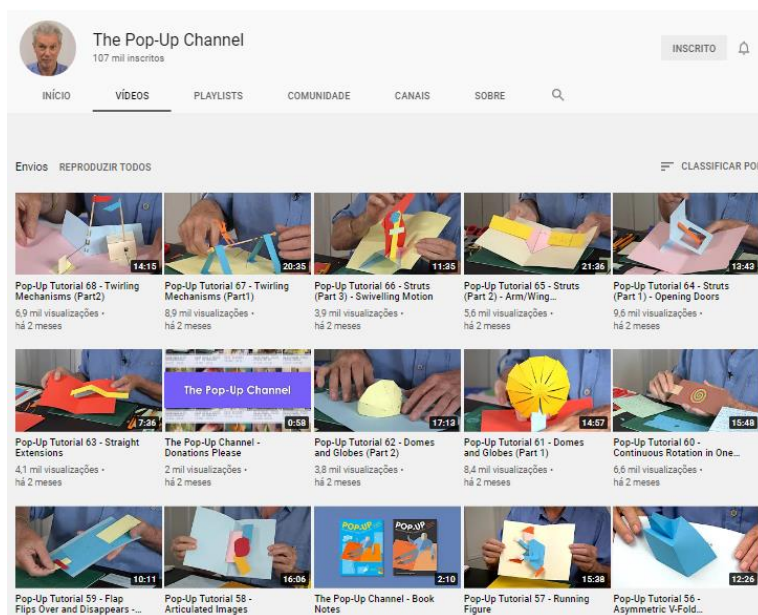 The Pop-Up Channel
107 mil inscritos
INSCRITO
INÍCIO VÍDEOS PLAYLISTS COMUNIDADE CANAIS SOBRE
Envios REPRODUZIR TODOS
CLASSIFICAR POR
14:15
20:35
11:35
21:36
13:43
Pop-Up Tutorial 68 - Twirling
Mechanisms (Part2)
6,9 mil visualizações •
há 2 meses
Pop-Up Tutorial 67 - Twirling
Mechanisms (Part1)
8,9 mil visualizações •
há 2 meses
Pop-Up Tutorial 66 - Struts
(Part 3) - Swivelling Motion
3,9 mil visualizações •
há 2 meses
Pop-Up Tutorial 65 - Struts
(Part 2) - Arm/Wing...
5,6 mil visualizações •
há 2 meses
Pop-Up Tutorial 64 - Struts
(Part 1) - Opening Doors
9,6 mil visualizações •
há 2 meses
7:36
The Pop-Up Channel
0:58
17:13
14:57
15:48
Pop-Up Tutorial 63 - Straight
Extensions
4,1 mil visualizações •
há 2 meses
The Pop-Up Channel -
Donations Please
2 mil visualizações •
há 2 meses
Pop-Up Tutorial 62 - Domes
and Globes (Part 2)
3,8 mil visualizações •
há 2 meses
Pop-Up Tutorial 61 - Domes
and Globes (Part 1)
8,4 mil visualizações •
há 2 meses
Pop-Up Tutorial 60 -
Continuous Rotation in One...
6,6 mil visualizações •
há 2 meses
10:11
16:06
POP-UP
POP-UP
2:10
15:38
12:26
Pop-Up Tutorial 59 - Flap
Flips Over and Disappears -...
Pop-Up Tutorial 58 -
Articulated Images
The Pop-Up Channel - Book
Notes
Pop-Up Tutorial 57 - Running
Figure
Pop-Up Tutorial 56 -
Asymmetric V-Fold...